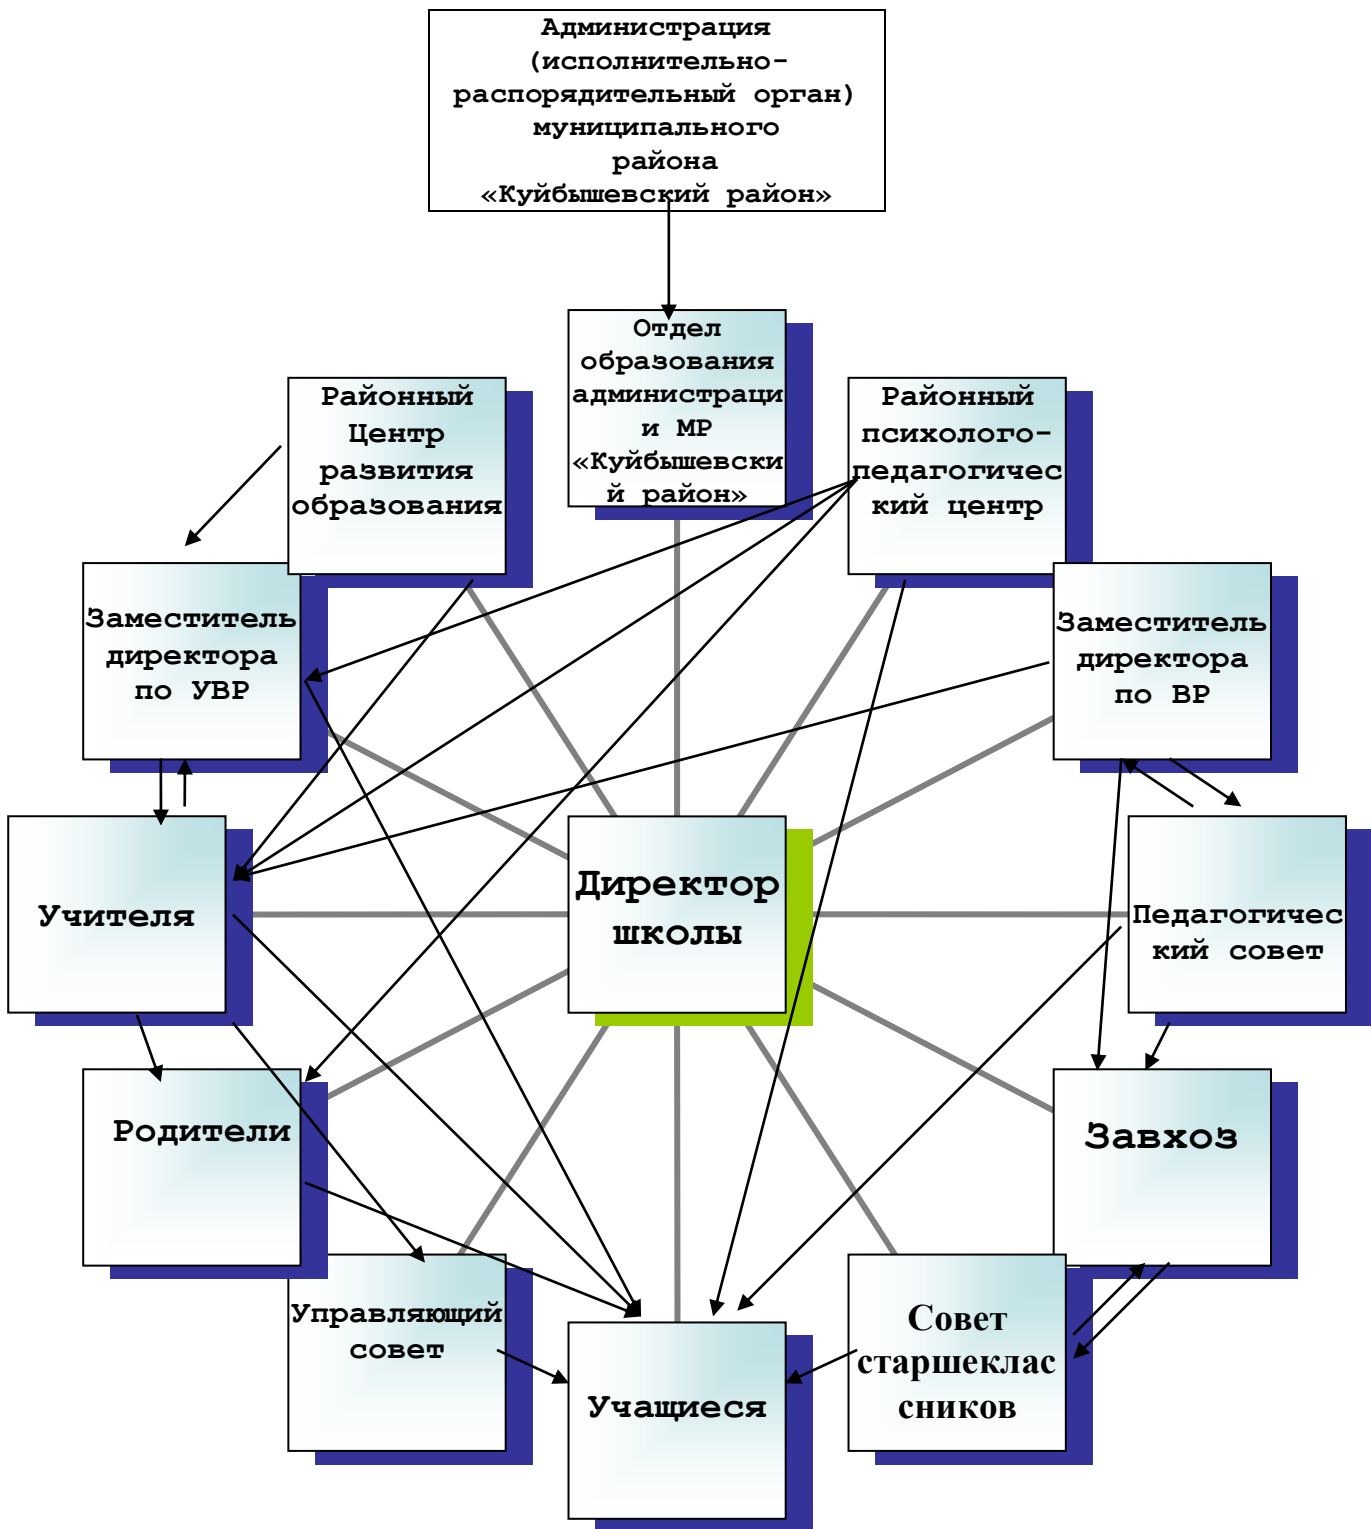 Администрация
(исполнительно-
распорядительный орган)
муниципального
района
«Куйбышевский район»
Отдел
образования
администраци
и МР
«Куйбышевски
й район»
Районный
Центр
развития
образования
Районный
психолого-
педагогичес
кий центр
Заместитель
директора
по УВР
Заместитель
директора
по ВР
Учителя
Директор
школы
Педагогичес
кий совет
Родители
Завхоз
Управляющий
совет
Учащиеся
Совет
старшеклас
сников